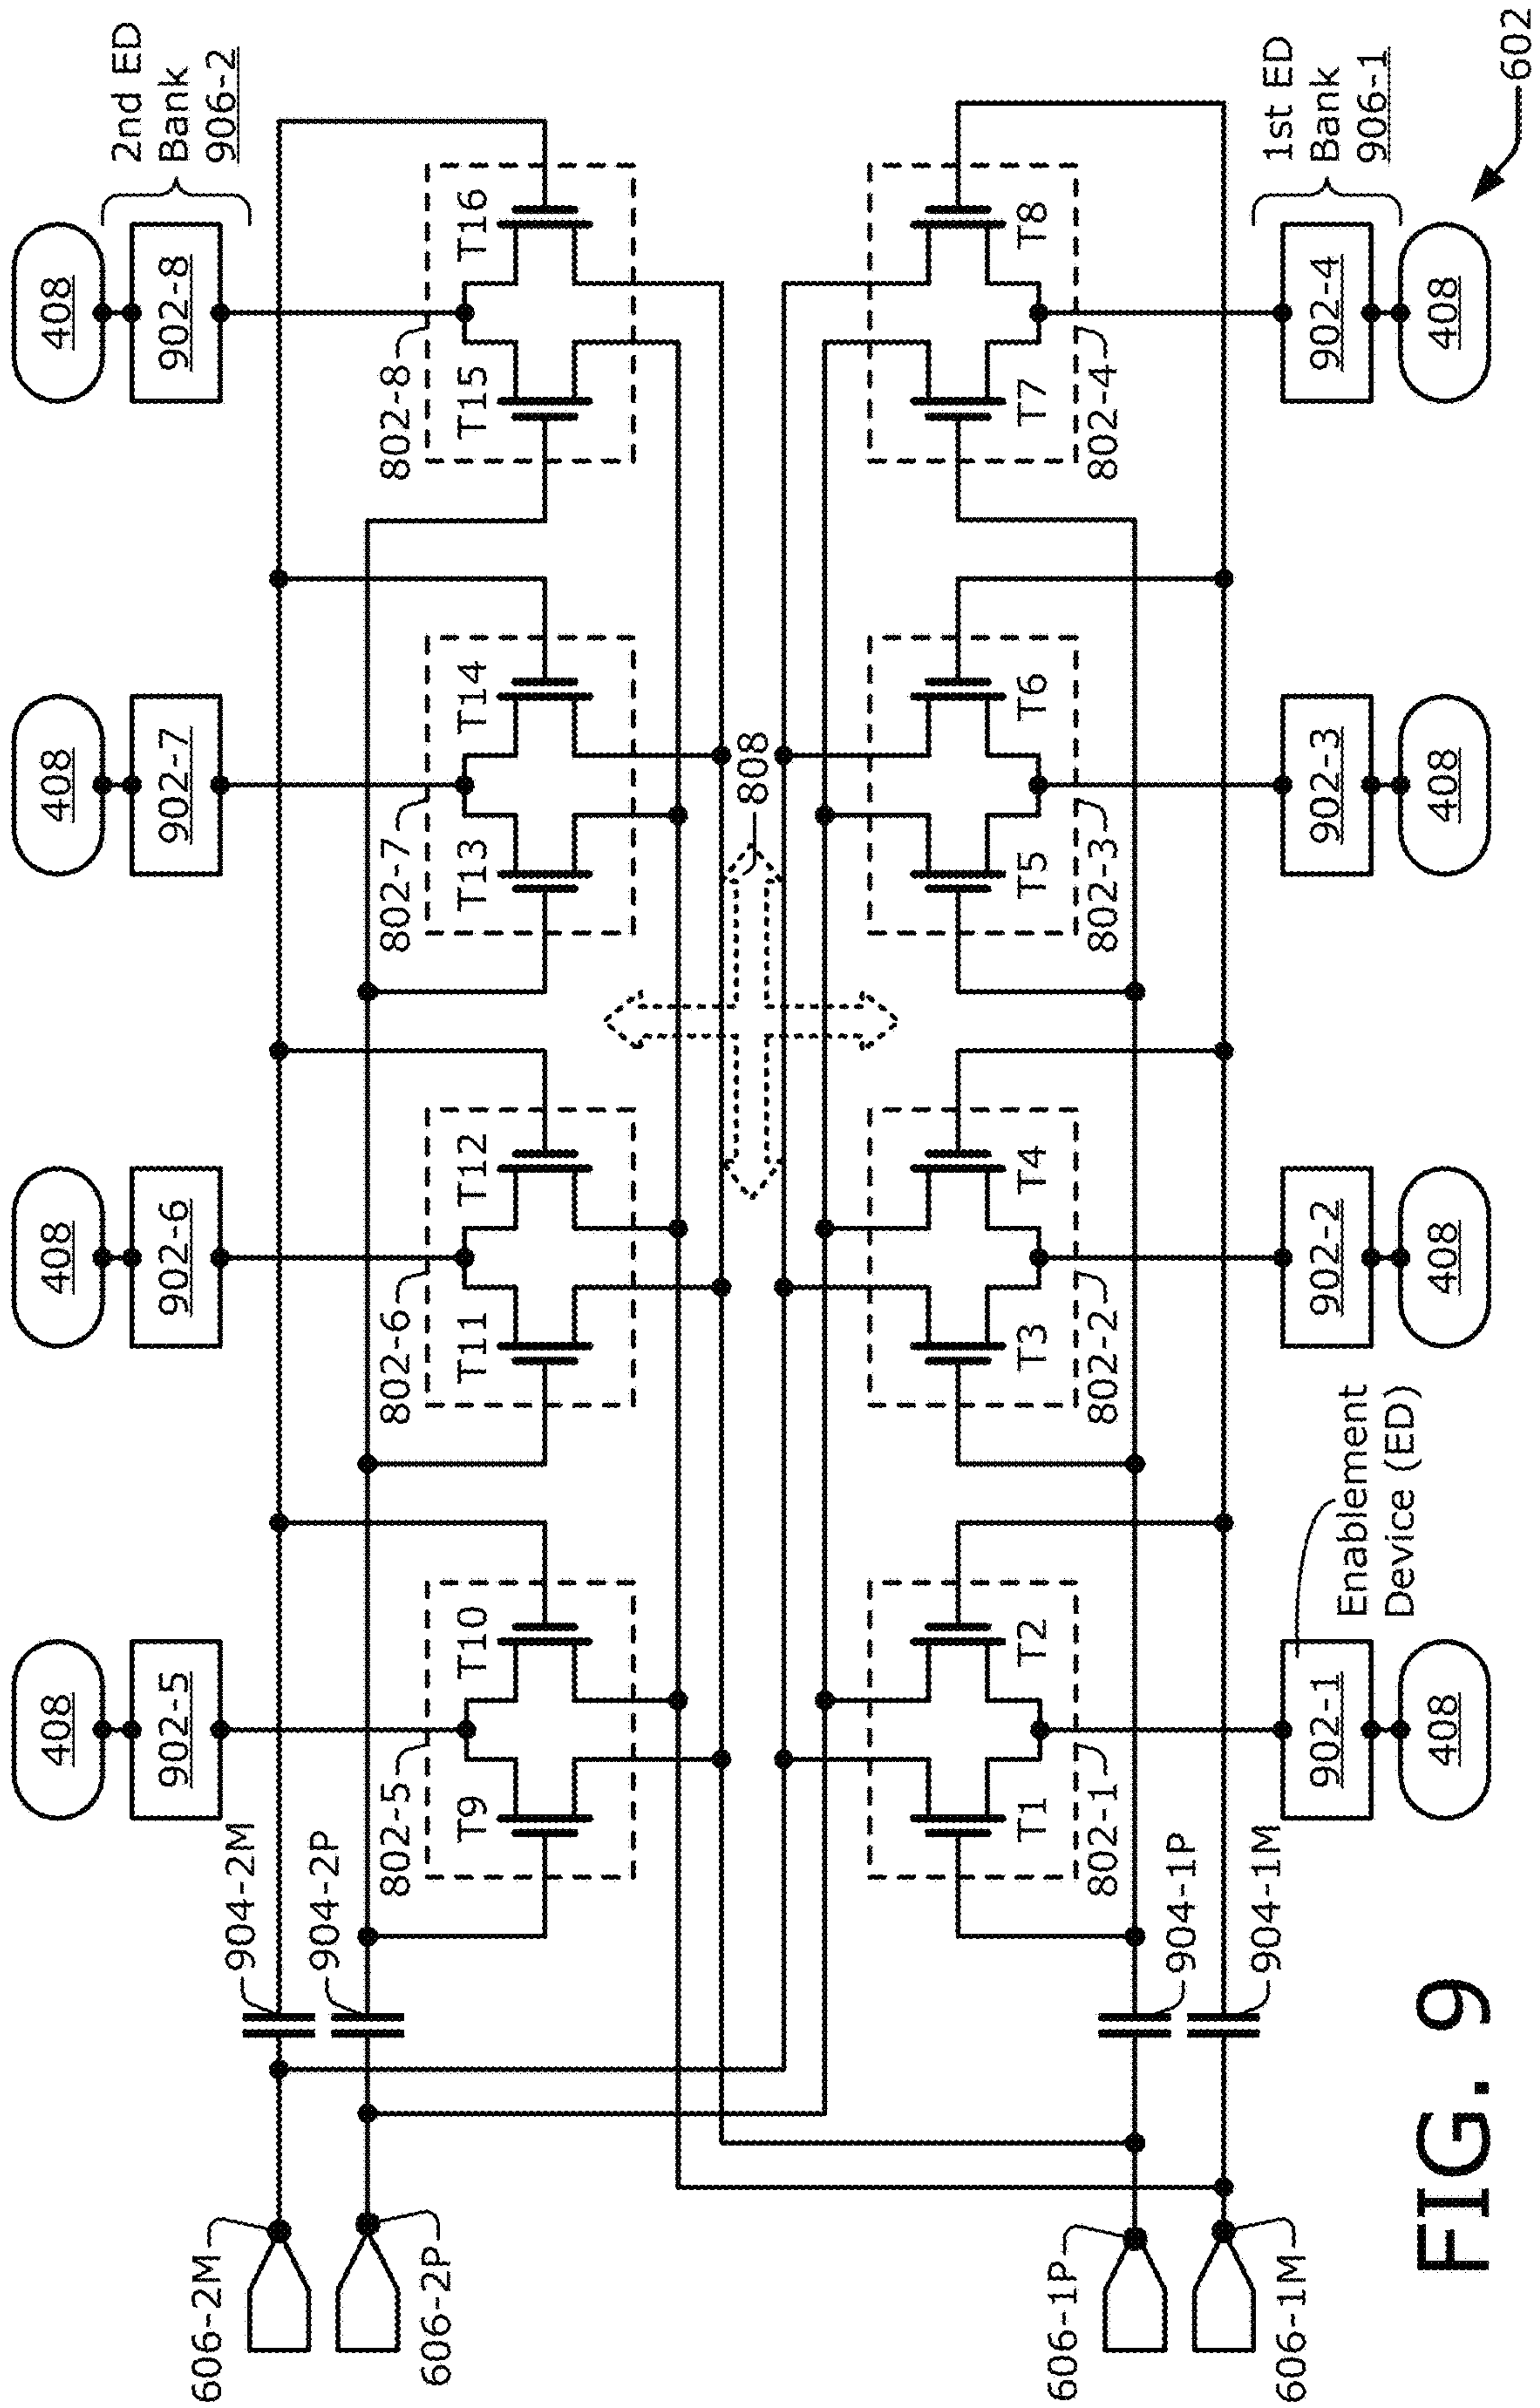 2nd ED
Bank
906-2
408
408
408
408
902-5
902-6
902-7
902-8
904-2M
904-2P
606-2M
606-2P
802-5
802-6
802-7
802-8
T9
T10
T11
T12
T13
T14
T15
T16
808
T1
T2
T3
T4
T5
T6
T7
T8
802-1
802-2
802-3
802-4
606-1P
606-1M
904-1P
904-1M
902-1
902-2
902-3
902-4
1st ED
Bank
906-1
Enablement
Device (ED)
408
408
408
408
602
FIG. 9